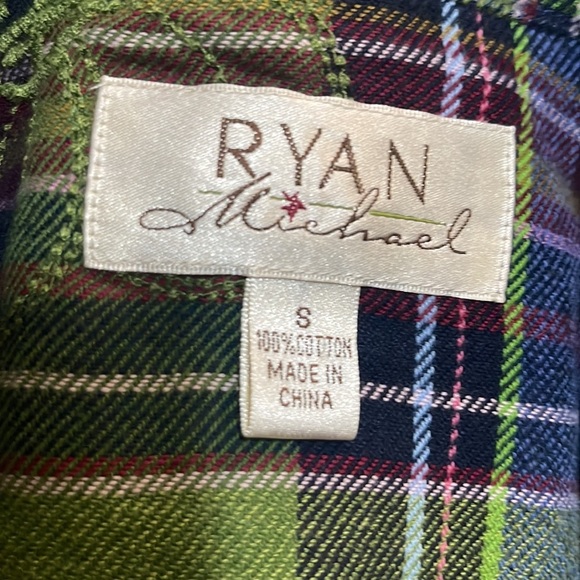 RYAN
Michael
S
100% COTTON
MADE IN
CHINA